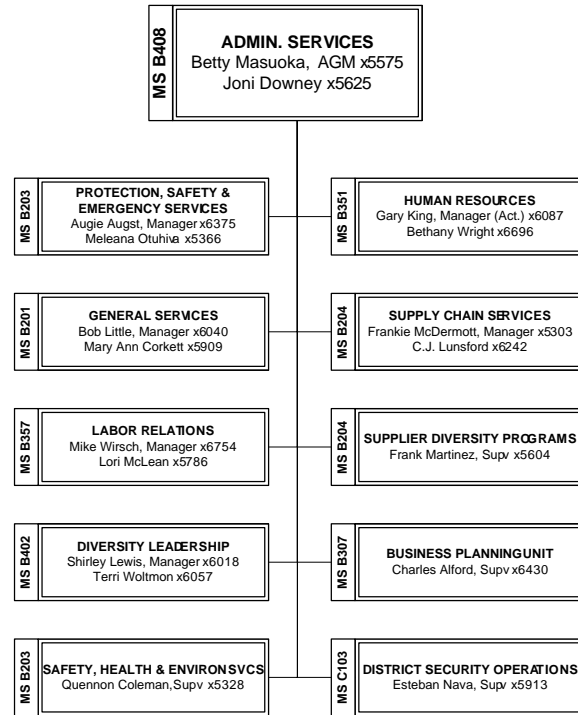 MS B408
ADMIN. SERVICES
Betty Masuoka, AGM x5575
Joni Downey x5625
MS B203
PROTECTION, SAFETY &
EMERGENCY SERVICES
Augie Augst, Manager x6375
Meleana Otuhiva x5366
MS B351
HUMAN RESOURCES
Gary King, Manager (Act.) x6087
Bethany Wright x6696
MS B201
GENERAL SERVICES
Bob Little, Manager x6040
Mary Ann Corkett x5909
MS B204
SUPPLY CHAIN SERVICES
Frankie McDermott, Manager x5303
C.J. Lunsford x6242
MS B357
LABOR RELATIONS
Mike Wirsch, Manager x6754
Lori McLean x5786
MS B204
SUPPLIER DIVERSITY PROGRAMS
Frank Martinez, Supv x5604
MS B402
DIVERSITY LEADERSHIP
Shirley Lewis, Manager x6018
Terri Woltmon x6057
MS B307
BUSINESS PLANNING UNIT
Charles Alford, Supv x6430
MS B203
SAFETY, HEALTH & ENVIRON SVCS
Quennon Coleman, Supv x5328
MS C103
DISTRICT SECURITY OPERATIONS
Esteban Nava, Supv x5913